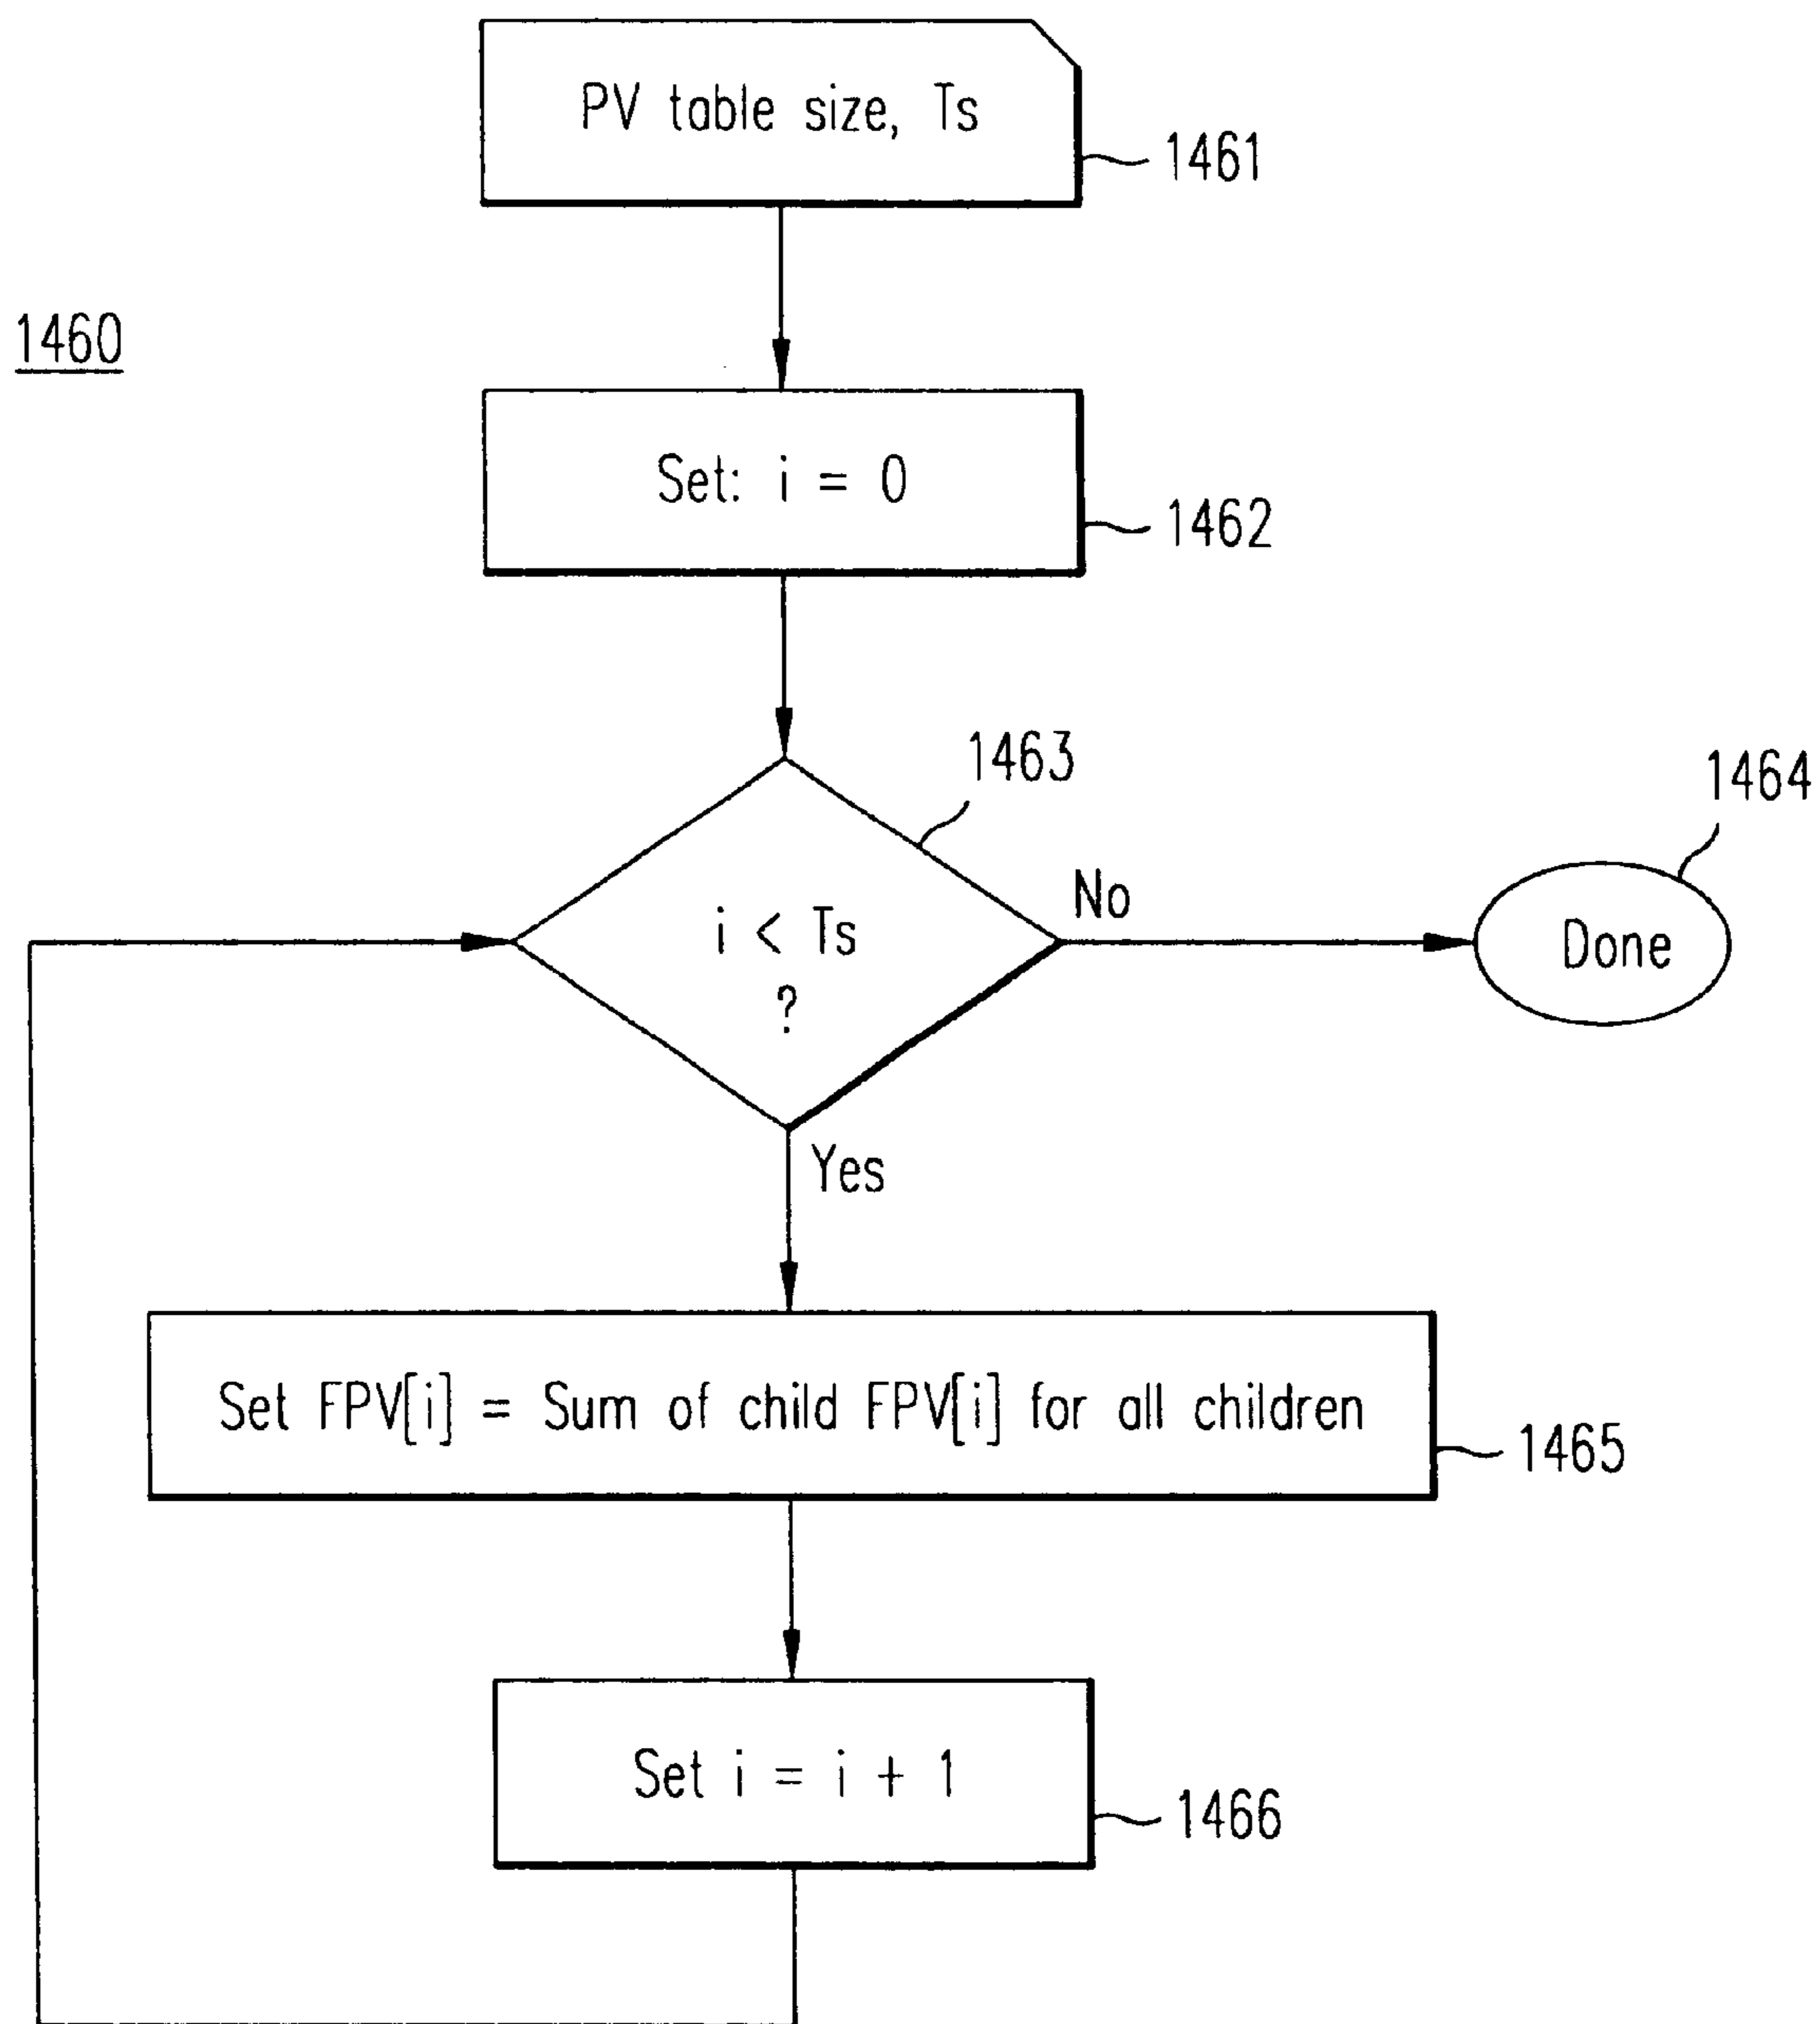 PV table size, Ts
1461
1460
Set: i = 0
1462
1463
1464
i < Ts
?
No
Done
Yes
Set FPV[i] = Sum of child FPV[i] for all children
1465
Set i = i + 1
1466